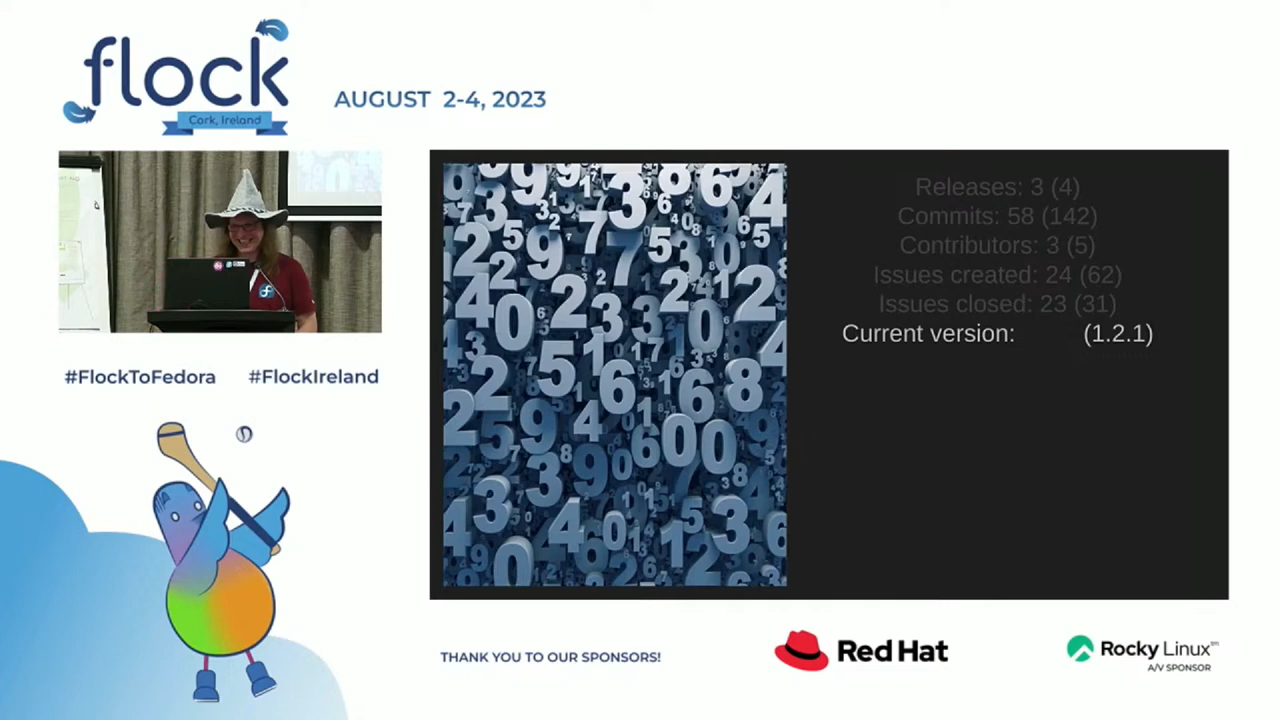 flock
Cork, Ireland
AUGUST 2-4, 2023
#FlockToFedora #FlockIreland
Releases: 3 (4)
Commits: 58 (142)
Contributors: 3 (5)
Issues created: 24 (62)
Issues closed: 23 (31)
Current version: (1.2.1)
THANK YOU TO OUR SPONSORS!
Red Hat
Rocky Linux™
A/V SPONSOR